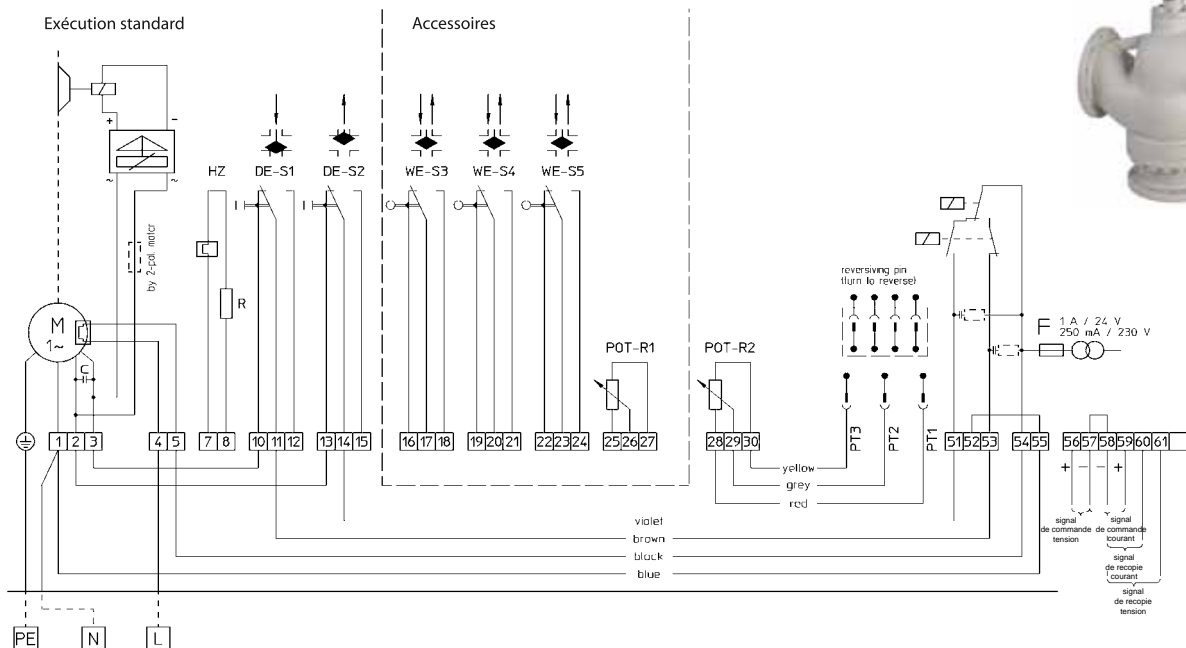 Exécution standard
Accessoires
+ -
~ ~
HZ DE-S1 DE-S2 WE-S3 WE-S4 WE-S5
by 2-pol. motor
R
reversiving pin
(turn to reverse)
M
1~
C
F 1 A / 24 V
250 mA / 230 V
POT-R1 POT-R2
PT3 PT2 PT1
1 2 3 4 5 7 8 10 11 12 13 14 15 16 17 18 19 20 21 22 23 24 25 26 27 28 29 30 51 52 53 54 55 56 57 58 59 60 61
+ - - +
yellow
grey
red
violet
brown
black
blue
signal
de commande
tension
signal
de commande
courant
signal
de recopie
courant
signal
de recopie
tension
PE N L